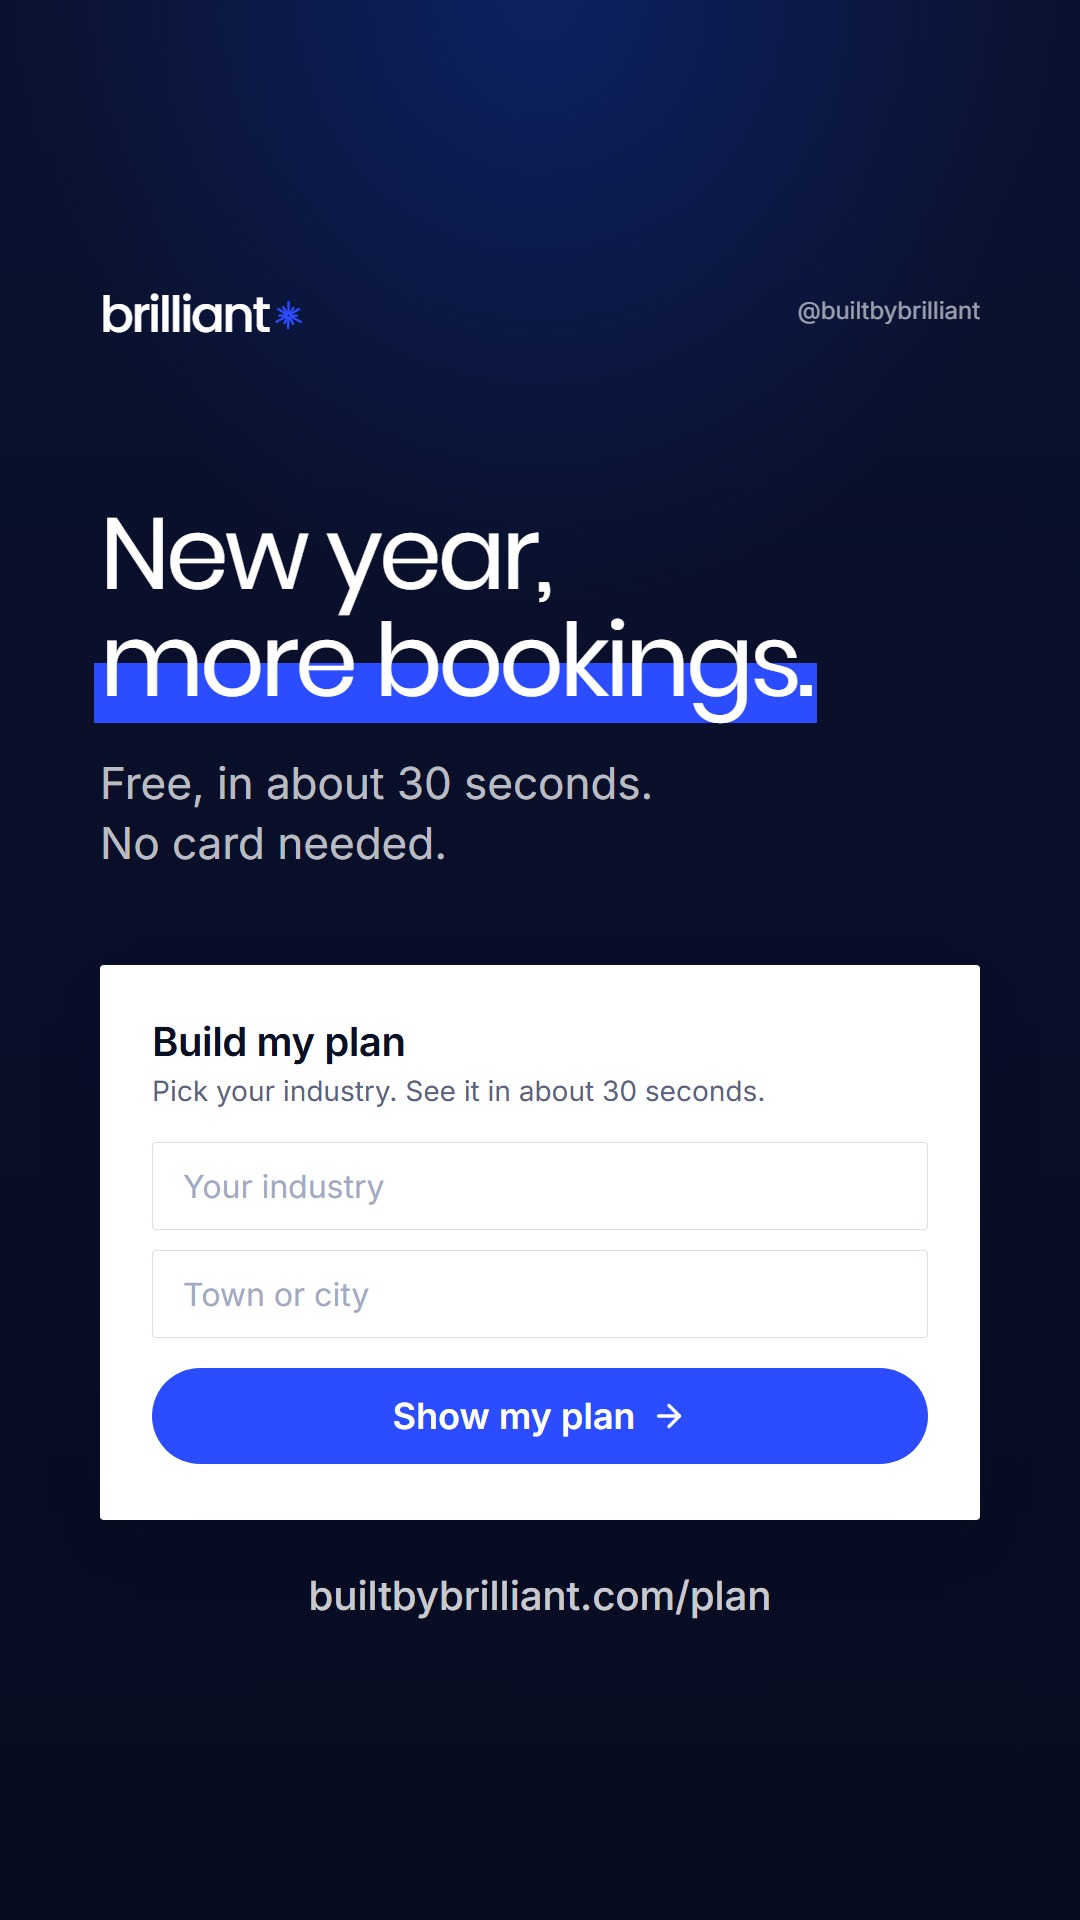 brilliant
@builtbybrilliant
New year,
more bookings.
Free, in about 30 seconds.
No card needed.
Build my plan
Pick your industry. See it in about 30 seconds.
Your industry
Town or city
Show my plan →
builtbybrilliant.com/plan